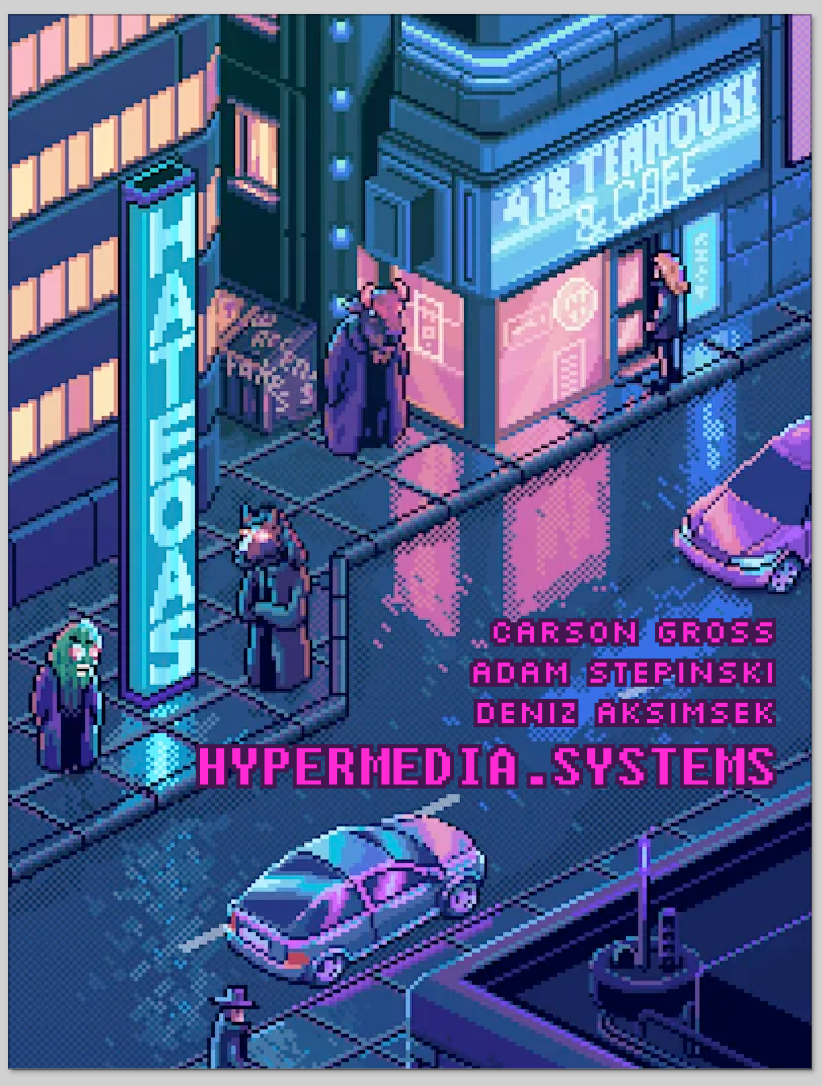 418 TEAHOUSE
& CAFE
HATEOAS
CARSON GROSS
ADAM STEPINSKI
DENIZ AKSIMSEK
HYPERMEDIA.SYSTEMS